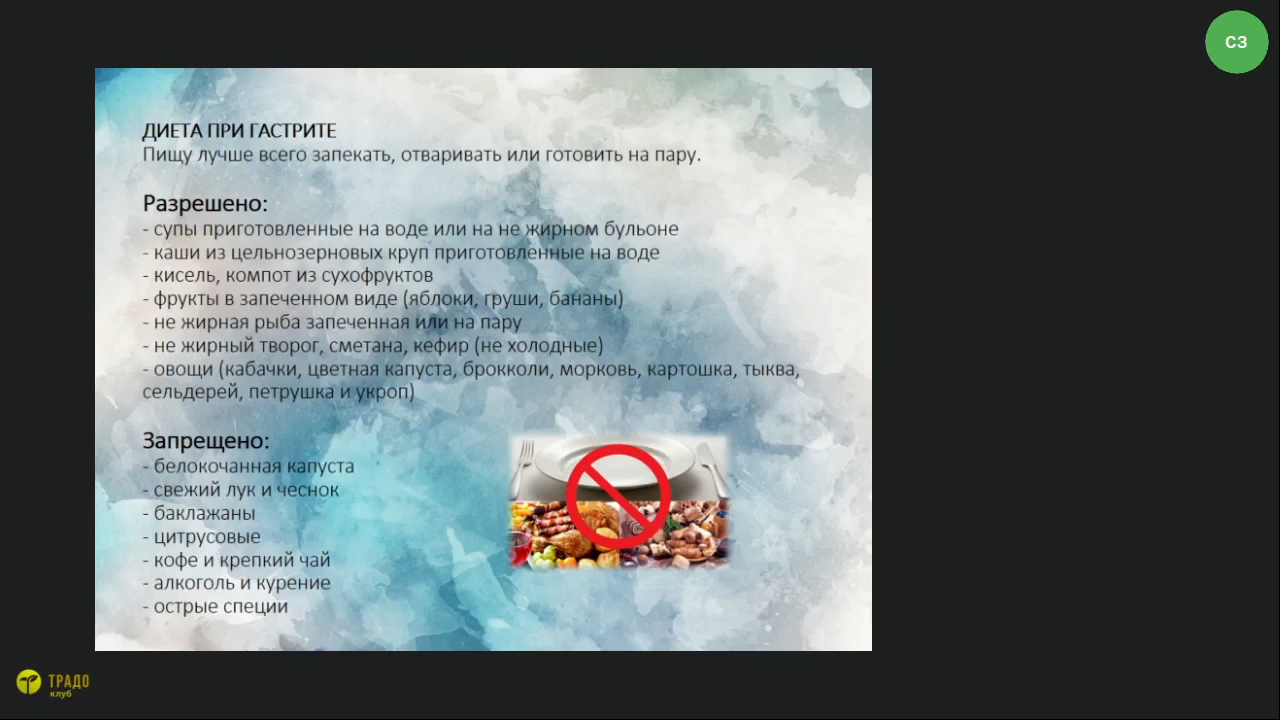 СЗ
ДИЕТА ПРИ ГАСТРИТЕ
Пищу лучше всего запекать, отваривать или готовить на пару.
Разрешено:
- супы приготовленные на воде или на не жирном бульоне
- каши из цельнозерновых круп приготовленные на воде
- кисель, компот из сухофруктов
- фрукты в запеченном виде (яблоки, груши, бананы)
- не жирная рыба запеченная или на пару
- не жирный творог, сметана, кефир (не холодные)
- овощи (кабачки, цветная капуста, брокколи, морковь, картошка, тыква,
сельдерей, петрушка и укроп)
Запрещено:
- белокочанная капуста
- свежий лук и чеснок
- баклажаны
- цитрусовые
- кофе и крепкий чай
- алкоголь и курение
- острые специи
ТРАДО
клуб